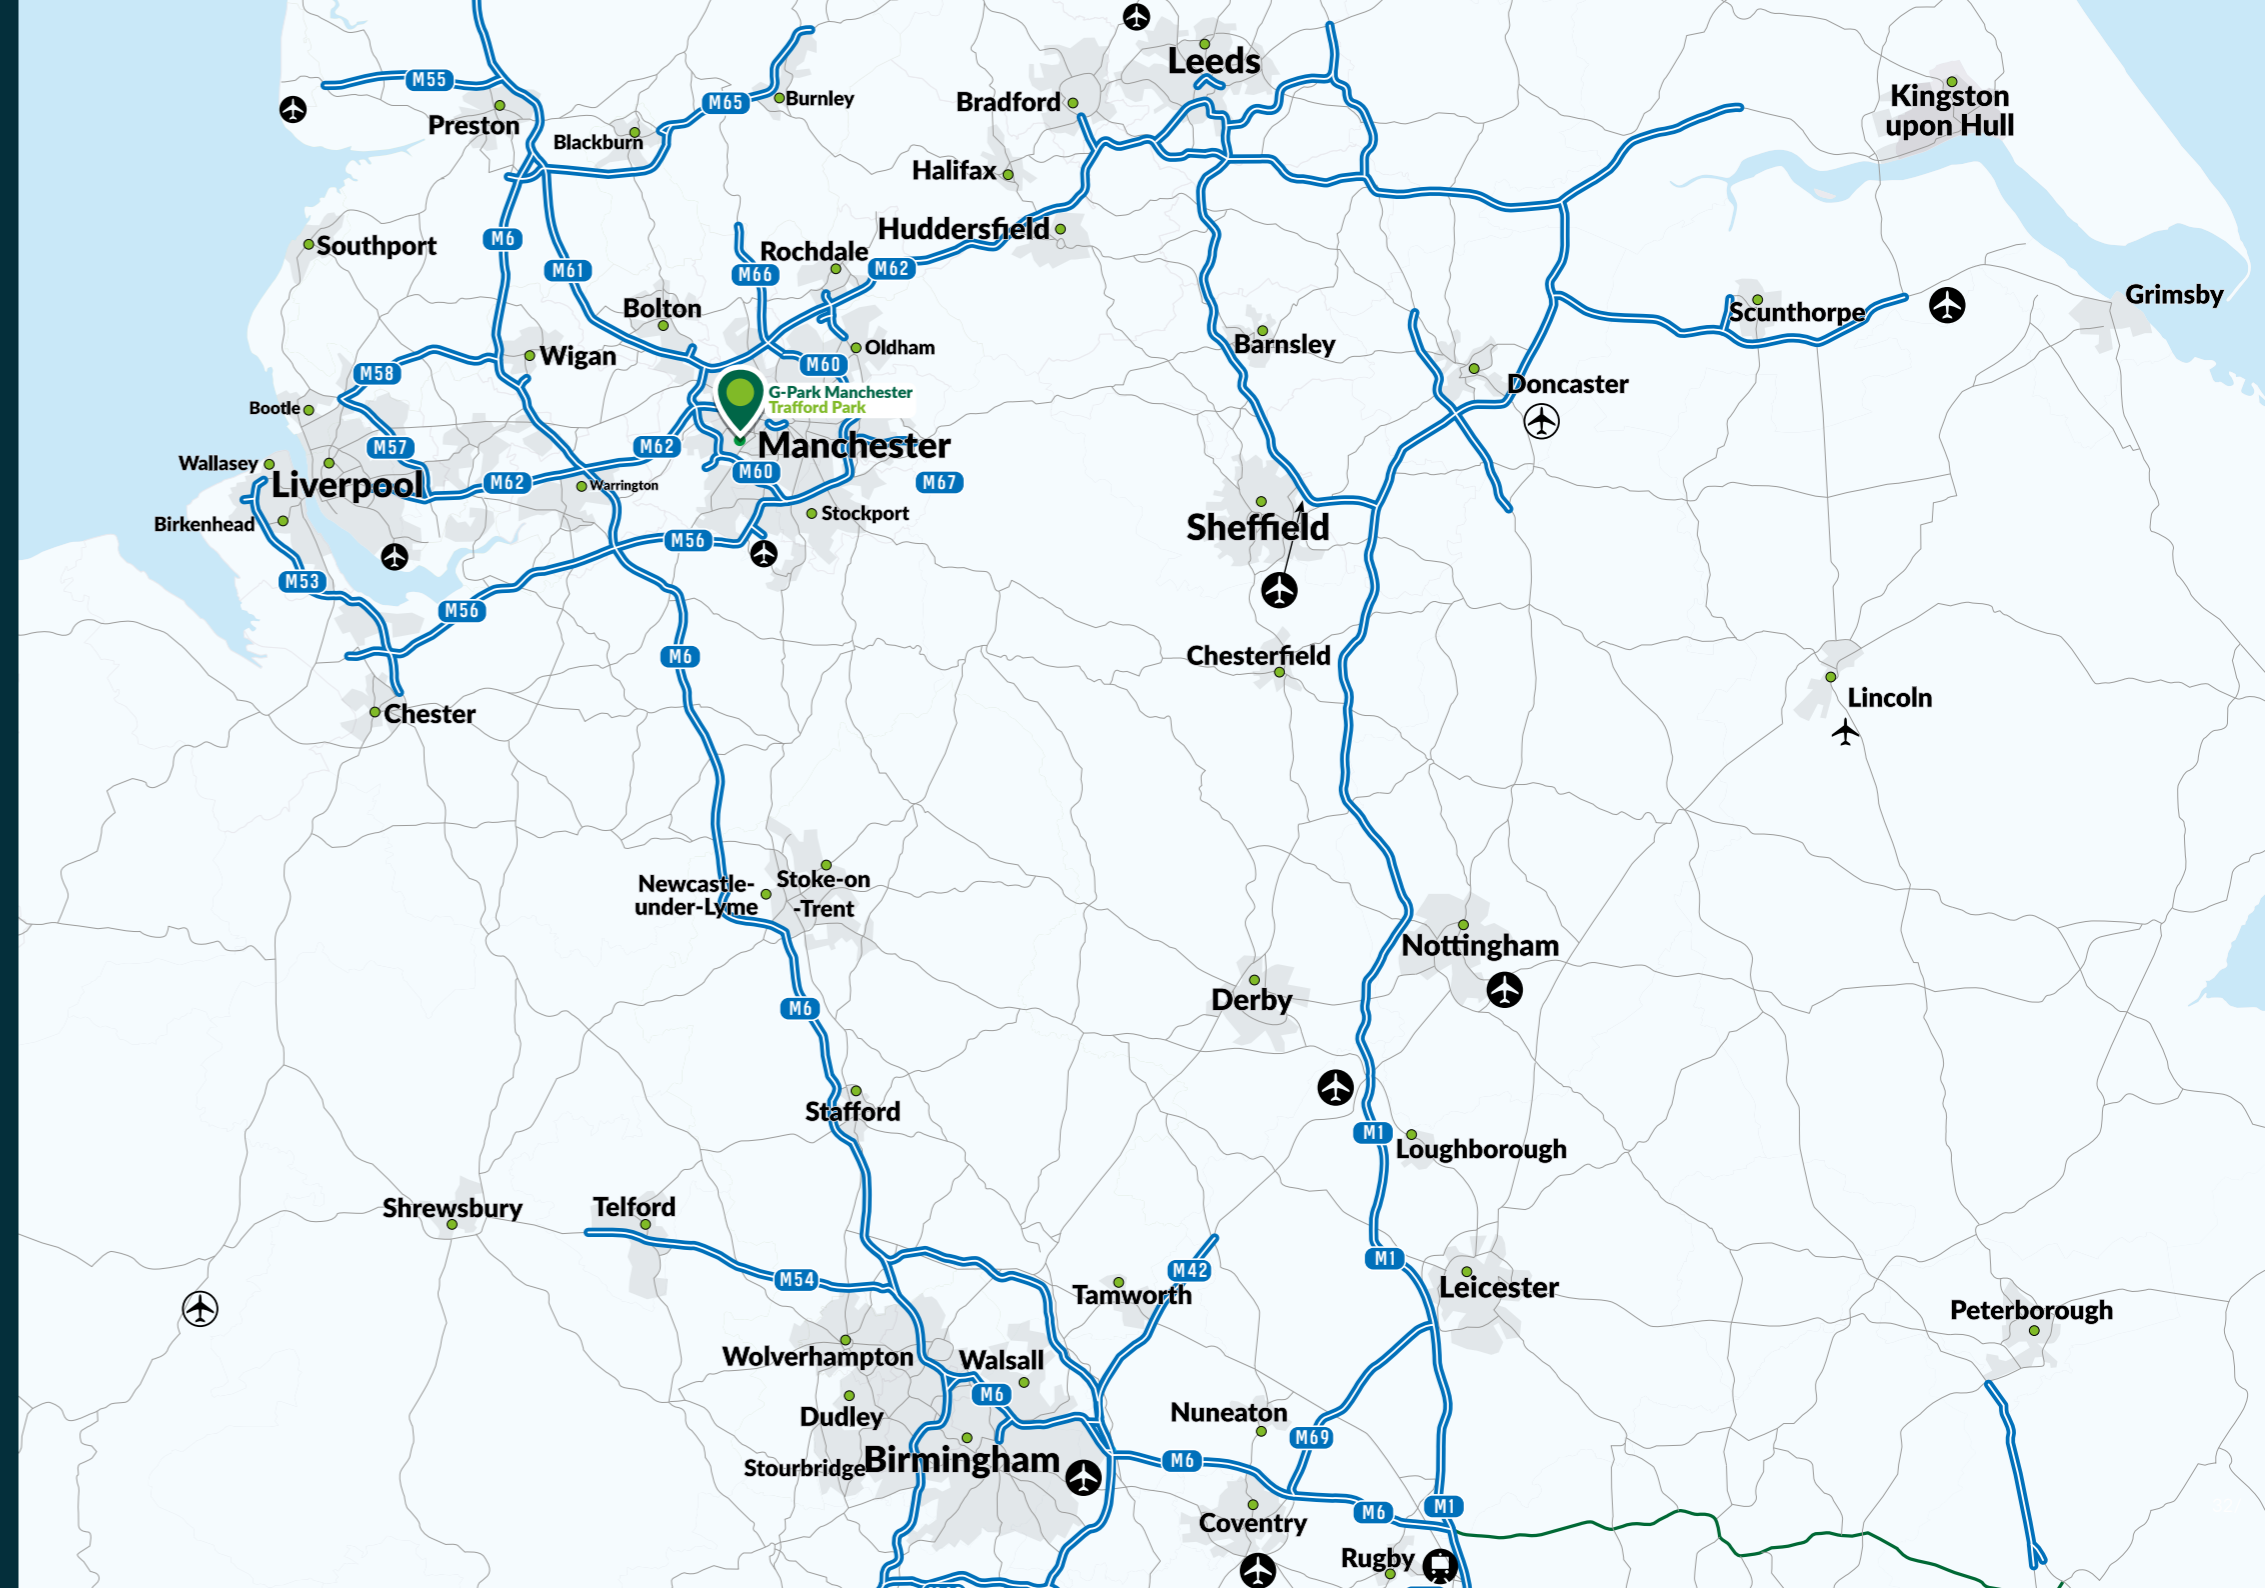 Leeds
M55
Kingston
upon Hull
M65
Burnley
Bradford
Preston
Blackburn
Halifax
Huddersfield
M6
Southport
Rochdale
M61
M66
M62
Grimsby
Bolton
Scunthorpe
Barnsley
Oldham
Wigan
M60
M58
Doncaster
G-Park Manchester
Trafford Park
Bootle
M57
M62
Manchester
Wallasey
M60
Liverpool
M62
Warrington
M67
Stockport
Birkenhead
Sheffield
M56
M53
M56
M6
Chesterfield
Lincoln
Chester
Newcastle-
under-Lyme
Stoke-on
-Trent
Nottingham
Derby
M6
Stafford
M1
Loughborough
Shrewsbury
Telford
M1
M42
M54
Tamworth
Leicester
Peterborough
Wolverhampton
Walsall
M6
Dudley
Nuneaton
M69
Birmingham
Stourbridge
M6
M1
M6
Coventry
Rugby